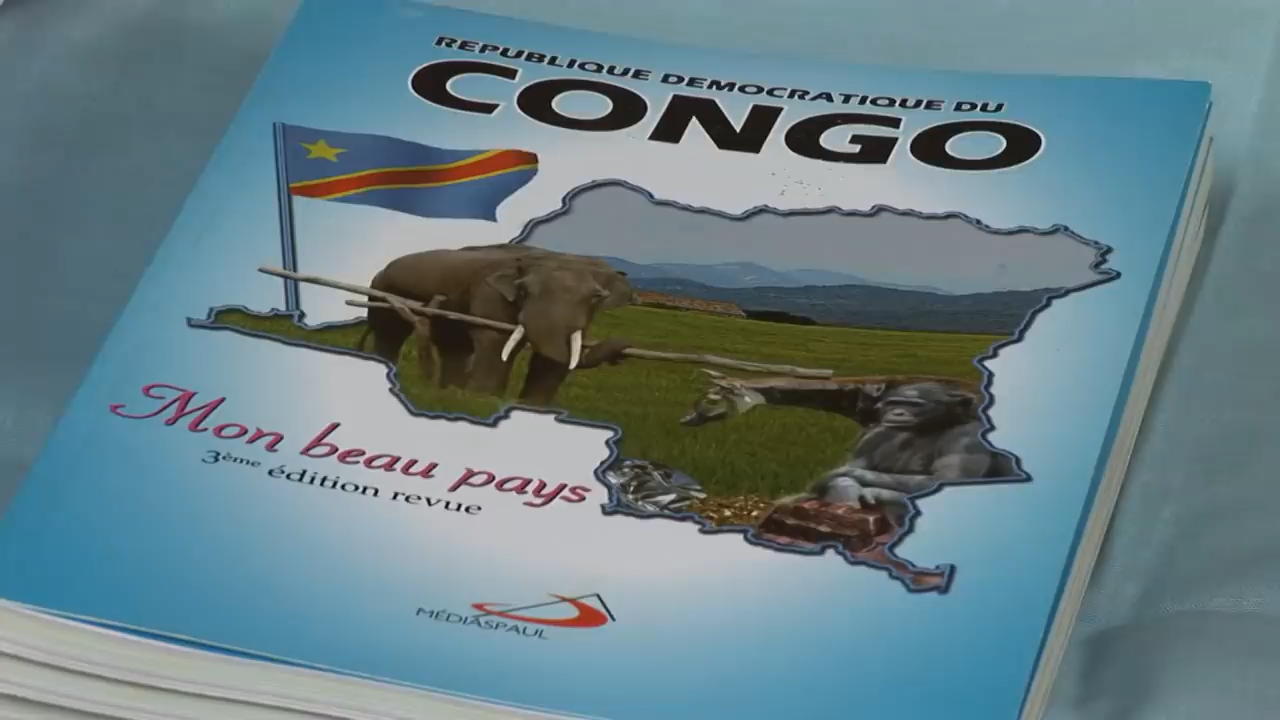 REPUBLIQUE DEMOCRATIQUE DU
CONGO
Mon beau pays
3ème édition revue
MÉDIASPAUL